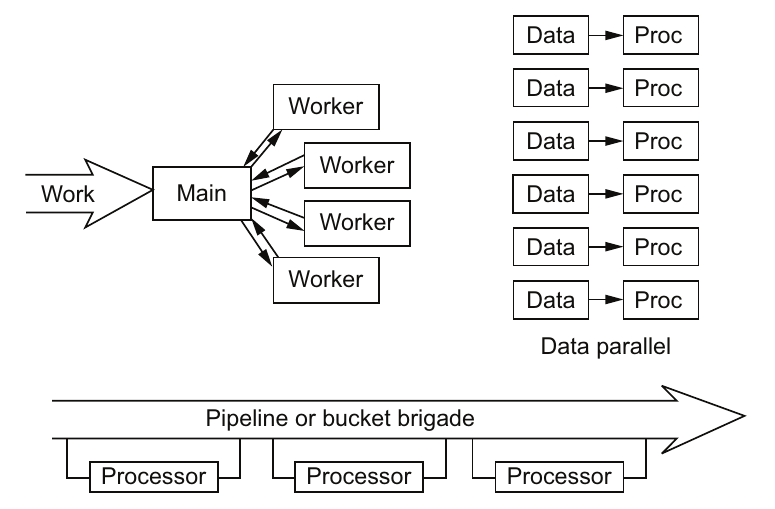 Work
Main
Worker
Worker
Worker
Worker
Data Proc
Data Proc
Data Proc
Data Proc
Data Proc
Data Proc
Data parallel
Pipeline or bucket brigade
Processor Processor Processor